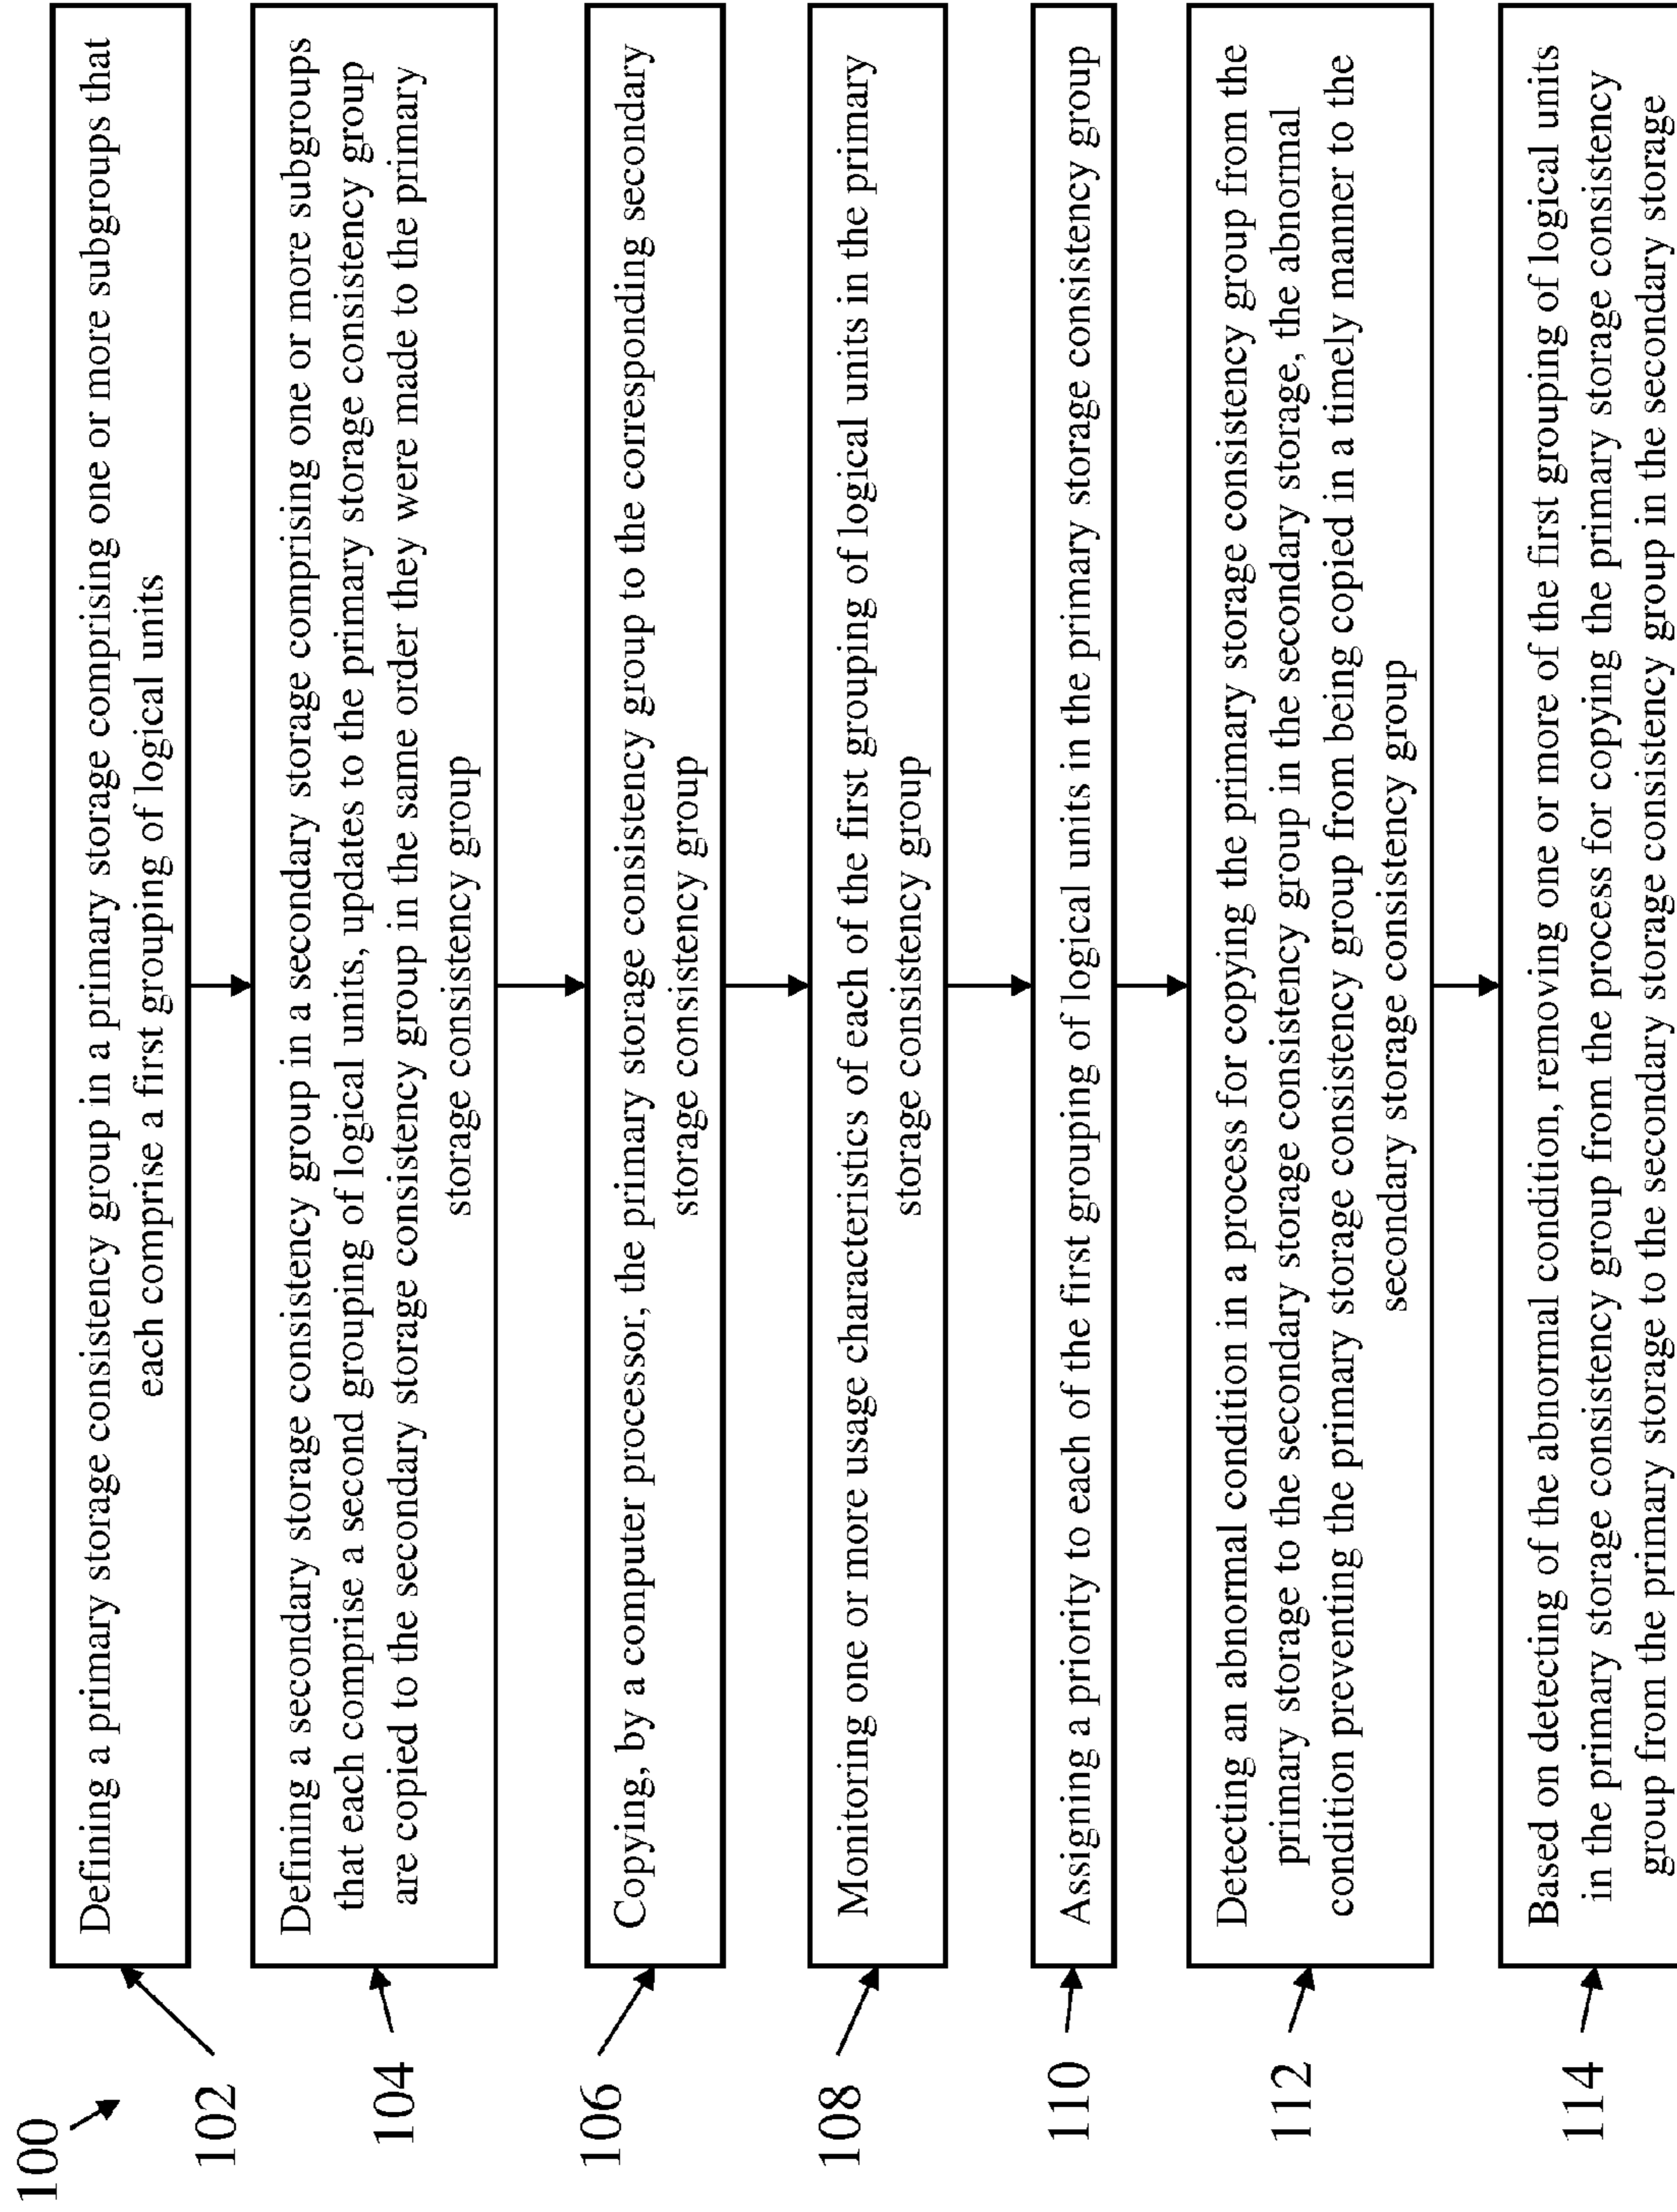 100
102
Defining a primary storage consistency group in a primary storage comprising one or more subgroups that
each comprise a first grouping of logical units
104
Defining a secondary storage consistency group in a secondary storage comprising one or more subgroups
that each comprise a second grouping of logical units, updates to the primary storage consistency group
are copied to the secondary storage consistency group in the same order they were made to the primary
storage consistency group
106
Copying, by a computer processor, the primary storage consistency group to the corresponding secondary
storage consistency group
108
Monitoring one or more usage characteristics of each of the first grouping of logical units in the primary
storage consistency group
110
Assigning a priority to each of the first grouping of logical units in the primary storage consistency group
112
Detecting an abnormal condition in a process for copying the primary storage consistency group from the
primary storage to the secondary storage consistency group in the secondary storage, the abnormal
condition preventing the primary storage consistency group from being copied in a timely manner to the
secondary storage consistency group
114
Based on detecting of the abnormal condition, removing one or more of the first grouping of logical units
in the primary storage consistency group from the process for copying the primary storage consistency
group from the primary storage to the secondary storage consistency group in the secondary storage